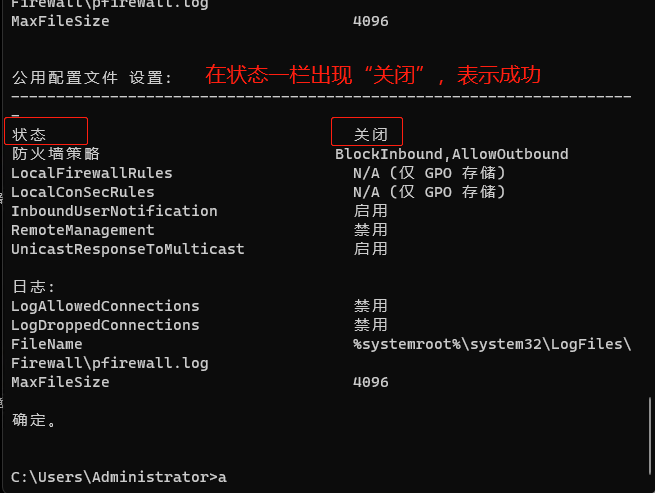 Firewall\pfirewall.log
MaxFileSize 4096
公用配置文件 设置: 在状态一栏出现“关闭”，表示成功
----------------------------------------------------------------------
状态 关闭
防火墙策略 BlockInbound,AllowOutbound
LocalFirewallRules N/A (仅 GPO 存储)
LocalConSecRules N/A (仅 GPO 存储)
InboundUserNotification 启用
RemoteManagement 禁用
UnicastResponseToMulticast 启用
日志:
LogAllowedConnections 禁用
LogDroppedConnections 禁用
FileName %systemroot%\system32\LogFiles\
Firewall\pfirewall.log
MaxFileSize 4096
确定。
C:\Users\Administrator>a